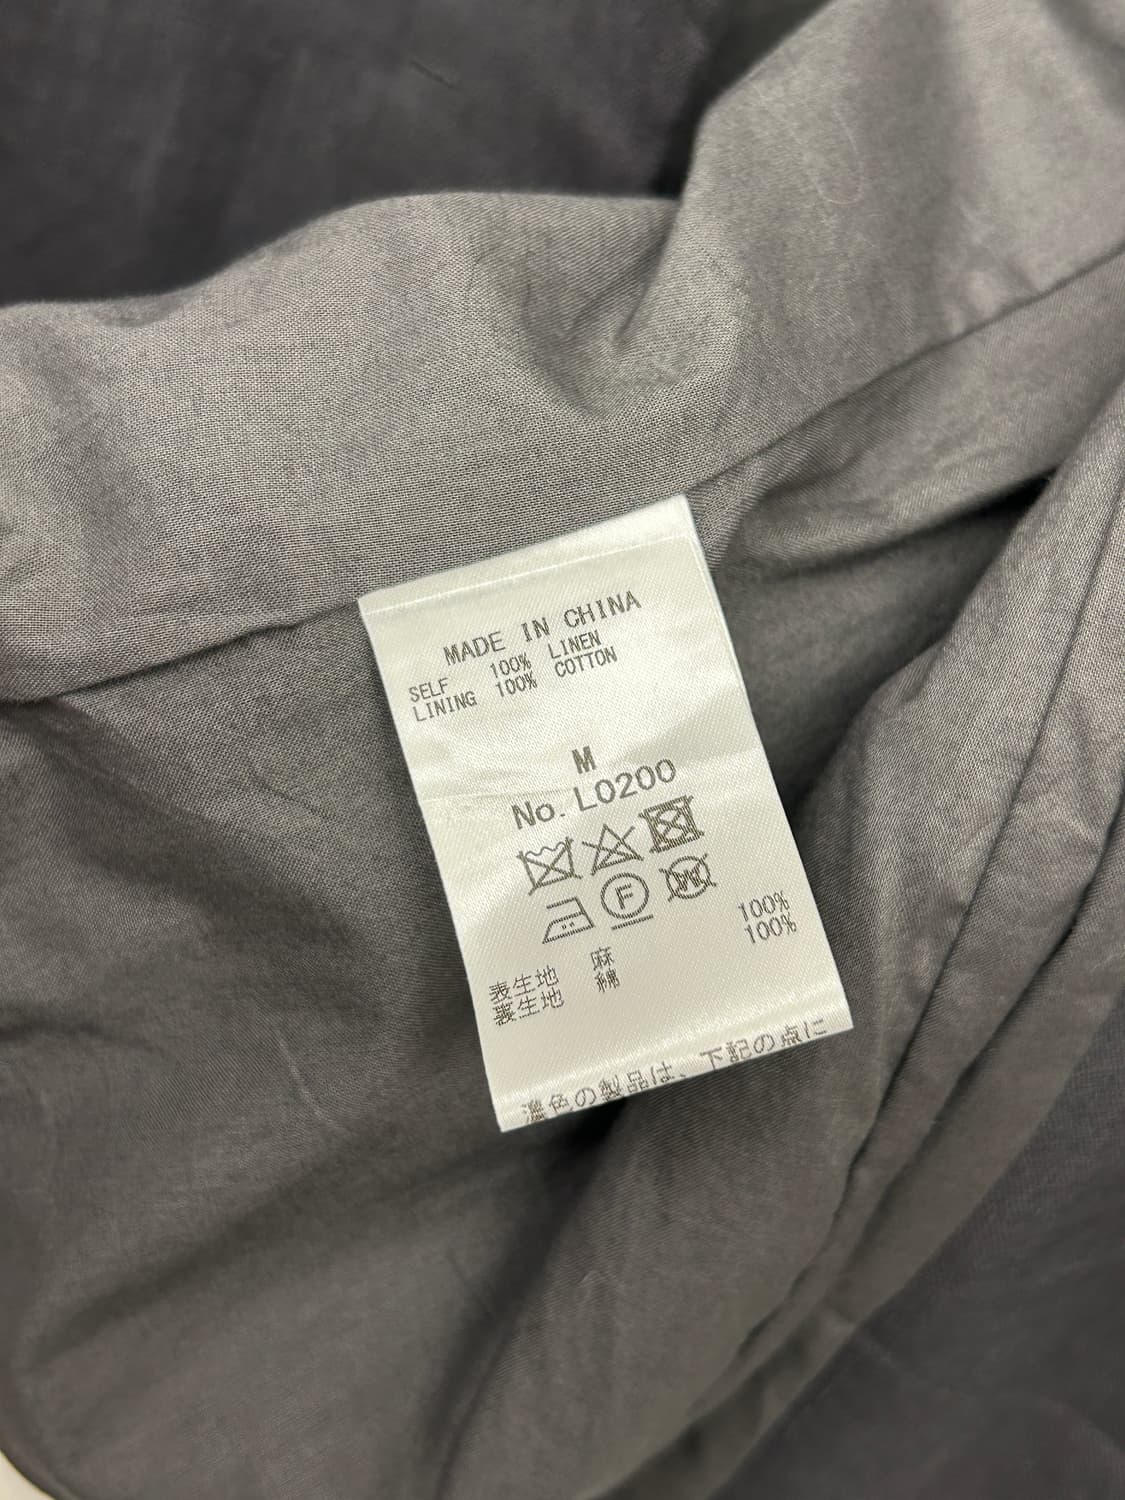 MADE IN CHINA
SELF 100% LINEN
LINING 100% COTTON
M
No. L0200
F
W
表生地 麻 100%
裏生地 綿 100%
濃色の製品は、下記の点に